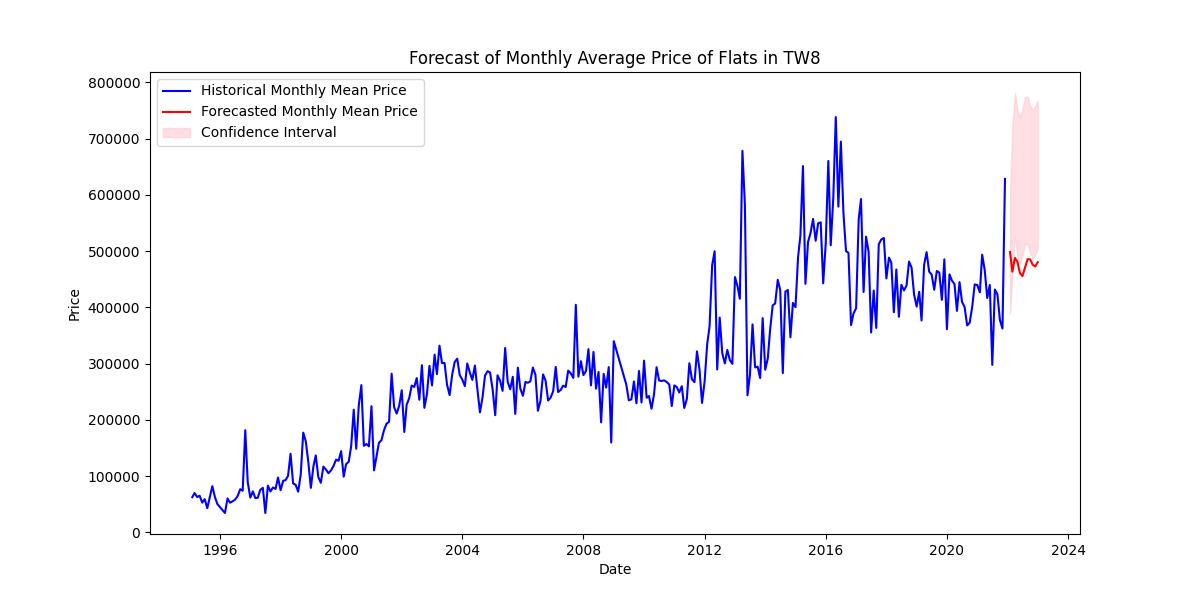 Forecast of Monthly Average Price of Flats in TW8
Historical Monthly Mean Price
Forecasted Monthly Mean Price
Confidence Interval
800000
700000
600000
500000
400000
300000
200000
100000
0
Price
1996 2000 2004 2008 2012 2016 2020 2024
Date